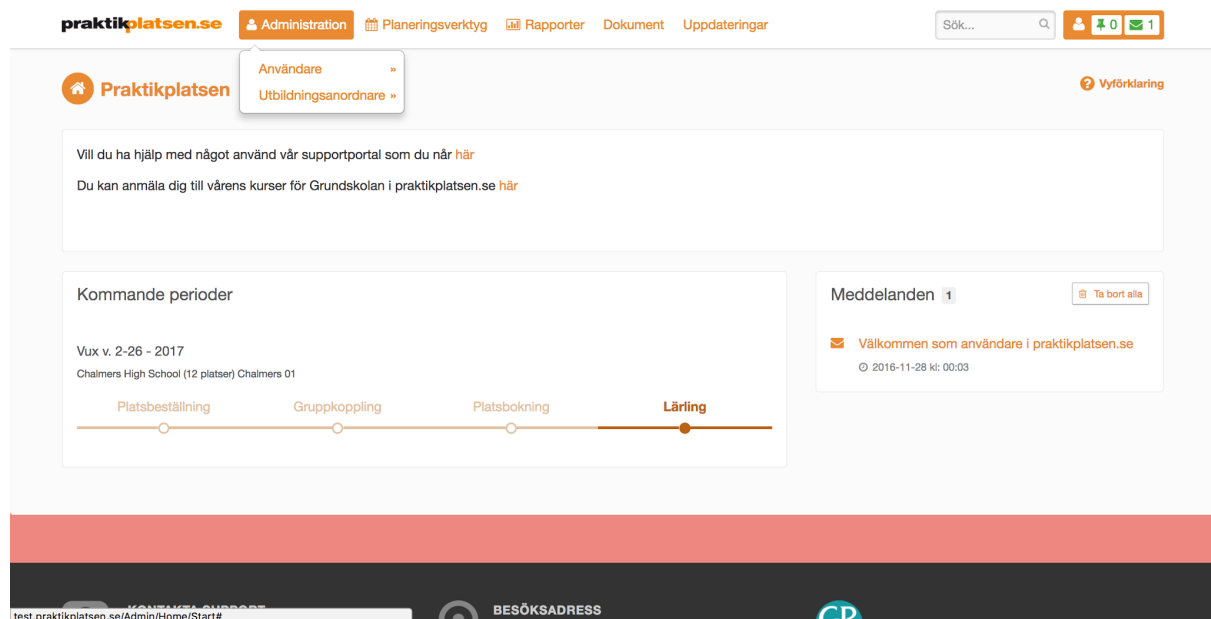 praktikplatsen.se Administration Planeringsverktyg Rapporter Dokument Uppdateringar Sök... 0 1
Användare »
Utbildningsanordnare »
Praktikplatsen
Vyförklaring
Vill du ha hjälp med något använd vår supportportal som du når här
Du kan anmäla dig till vårens kurser för Grundskolan i praktikplatsen.se här
Kommande perioder
Vux v. 2-26 - 2017
Chalmers High School (12 platser) Chalmers 01
Platsbeställning Gruppkoppling Platsbokning Lärling
Meddelanden 1 Ta bort alla
Välkommen som användare i praktikplatsen.se
2016-11-28 kl: 00:03
KONTAKTA SUPPORT
BESÖKSADRESS
GR
test.praktikplatsen.se/Admin/Home/Start#